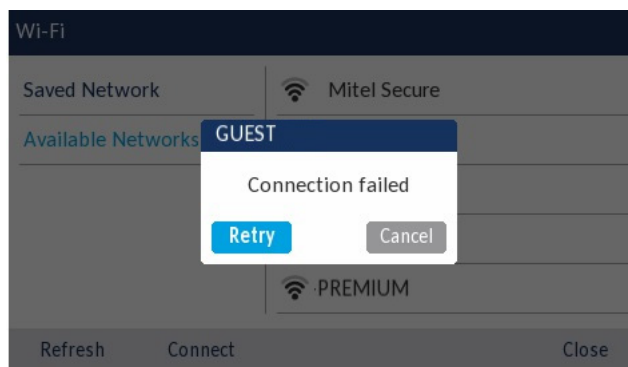 Wi-Fi
Saved Network
Mitel Secure
Available Networks
GUEST
Connection failed
Retry
Cancel
PREMIUM
Refresh
Connect
Close